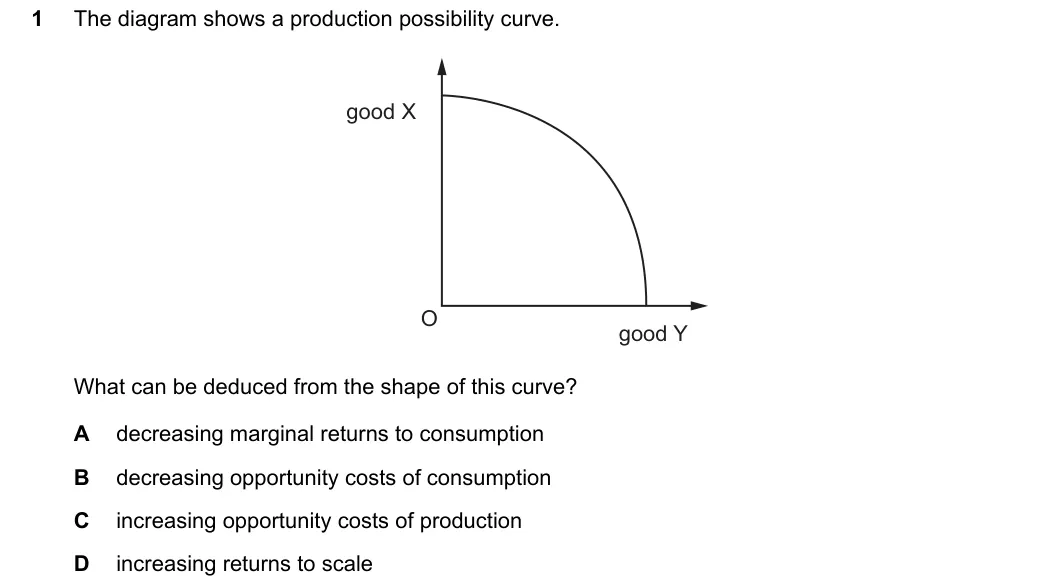 1 The diagram shows a production possibility curve.
good X
O
good Y
What can be deduced from the shape of this curve?
A decreasing marginal returns to consumption
B decreasing opportunity costs of consumption
C increasing opportunity costs of production
D increasing returns to scale